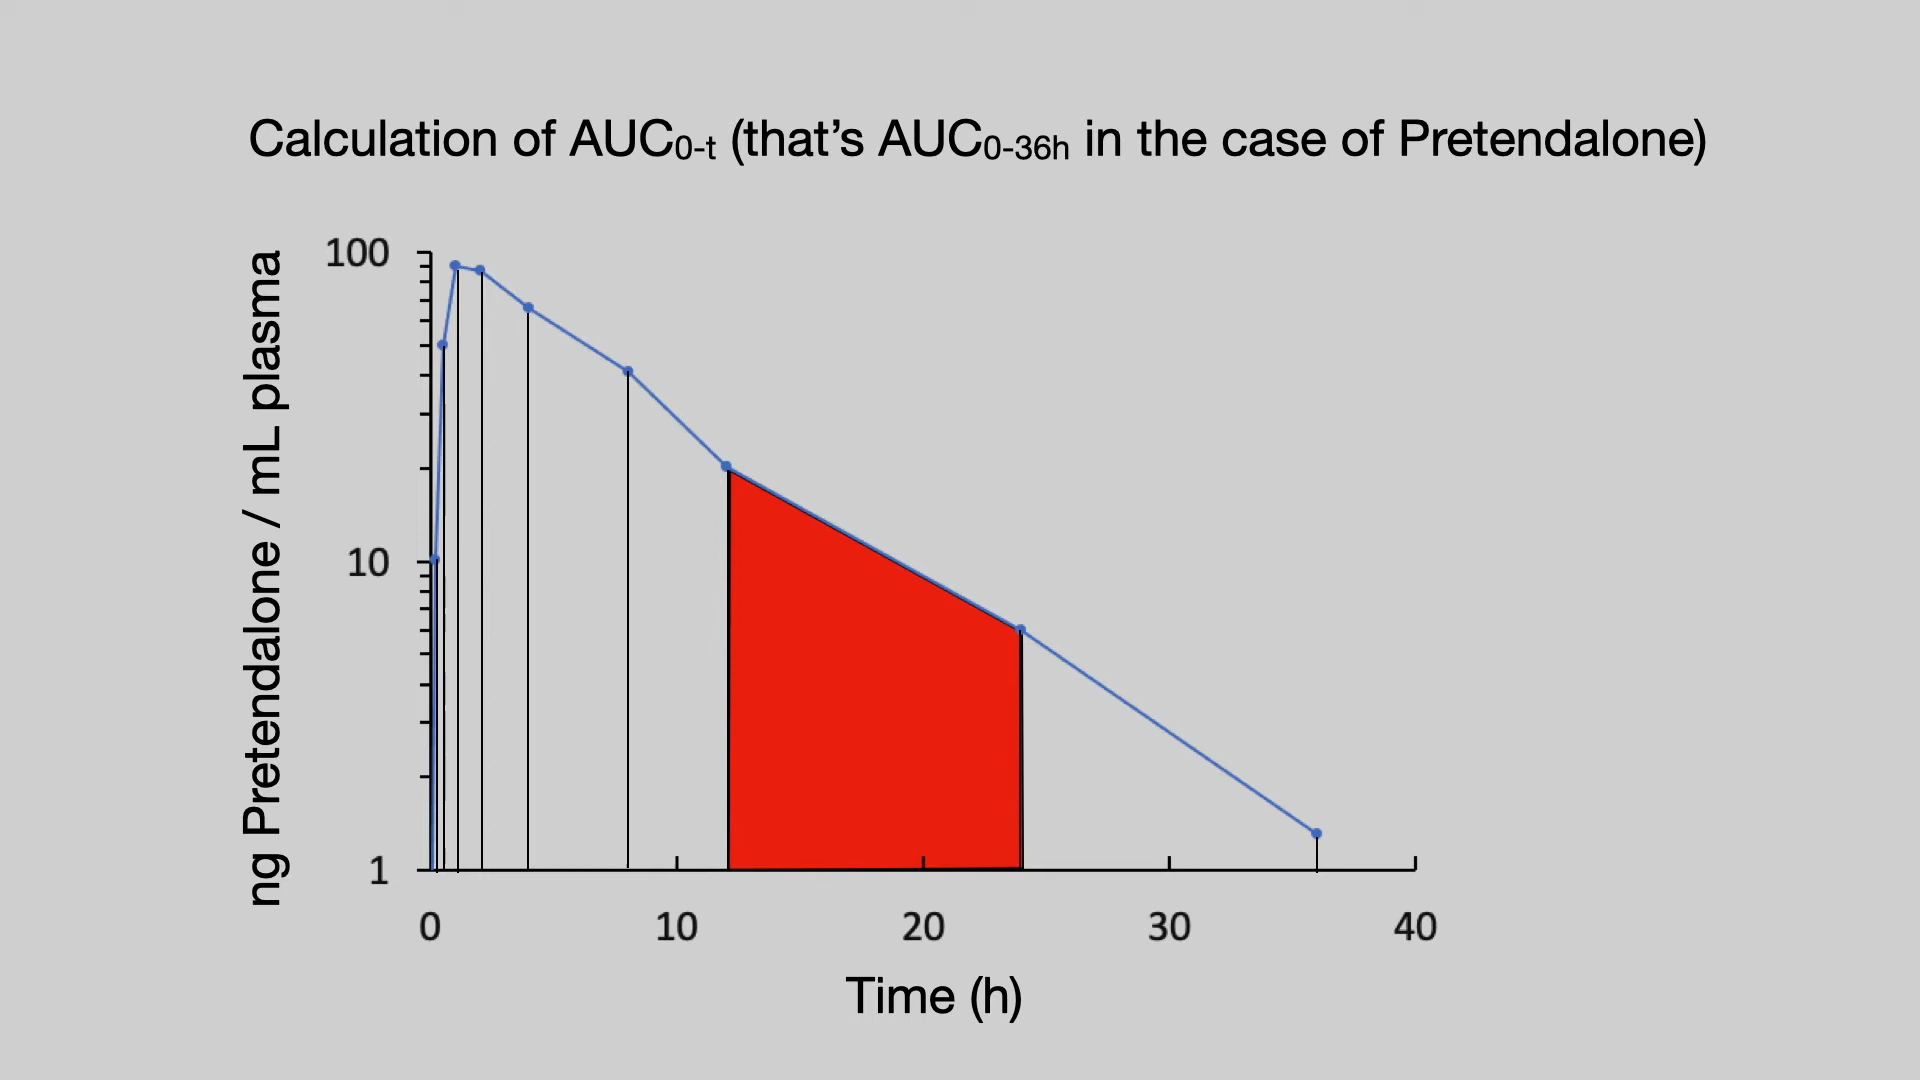 Calculation of AUC0-t (that’s AUC0-36h in the case of Pretendalone)
ng Pretendalone / mL plasma
100
10
1
0 10 20 30 40
Time (h)